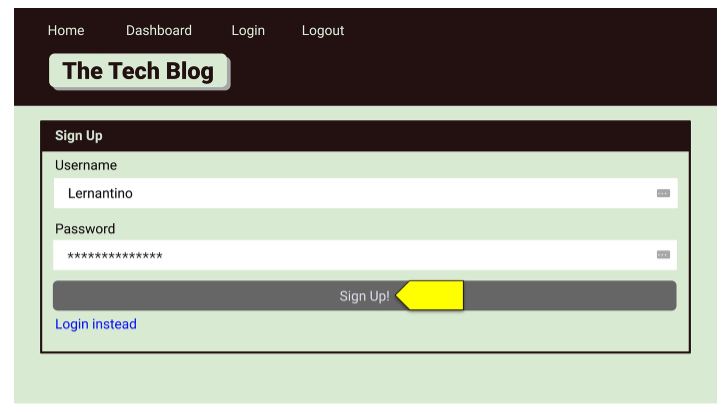 Home Dashboard Login Logout
The Tech Blog
Sign Up
Username
Lernantino
Password
**************
Sign Up!
Login instead